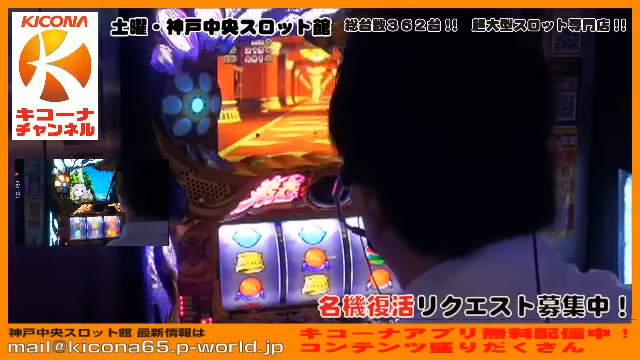 KICONA
キコーナ
チャンネル
土曜・神戸中央スロット館 総台数362台!! 超大型スロット専門店!!
名機復活リクエスト募集中!
神戸中央スロット館 最新情報は
mail@kicona65.p-world.jp
キコーナアプリ無料配信中!
コンテンツ盛りだくさん